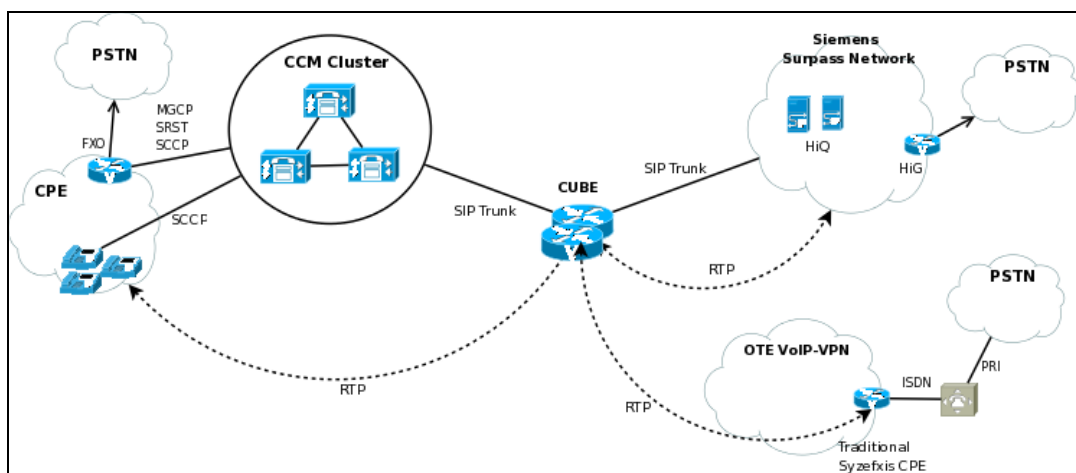 PSTN
CCM Cluster
MGCP
SRST
SCCP
FXO
CPE
SCCP
SIP Trunk
CUBE
SIP Trunk
Siemens
Surpass Network
HiQ
HiG
PSTN
RTP
RTP
RTP
OTE VoIP-VPN
PSTN
ISDN
PRI
Traditional
Syzefxis CPE